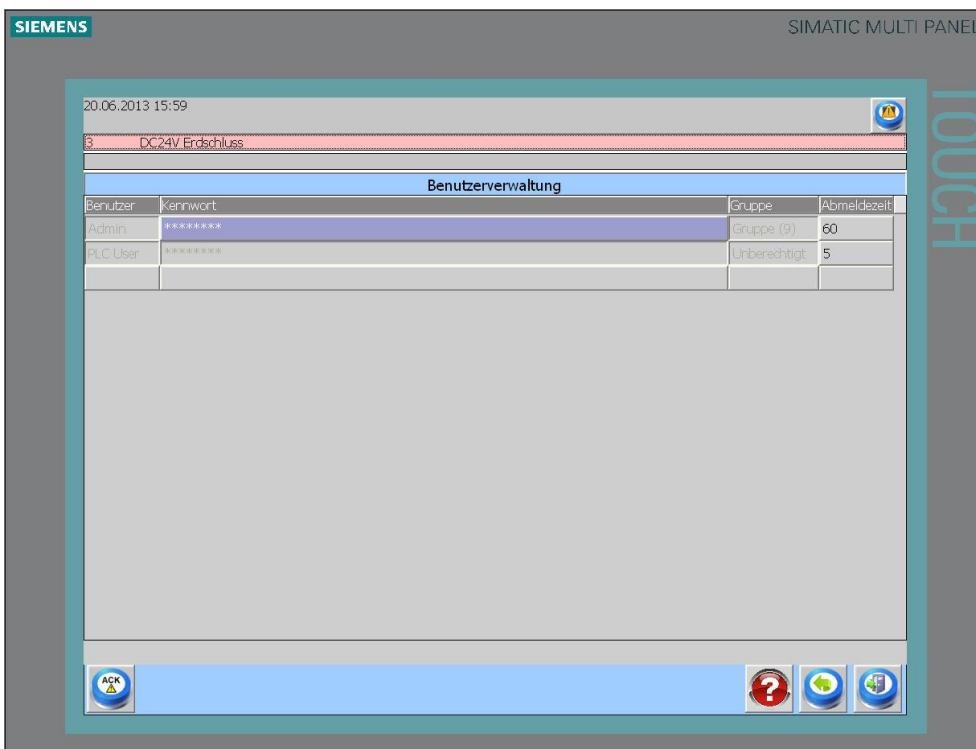 SIEMENS
SIMATIC MULTI PANEL
TOUCH
20.06.2013 15:59
3 DC24V Erdschluss
Benutzerverwaltung
Benutzer Kennwort Gruppe Abmeldezeit
Admin ******** Gruppe (9) 60
PLC User ******** Unberechtigt 5
ACK
?